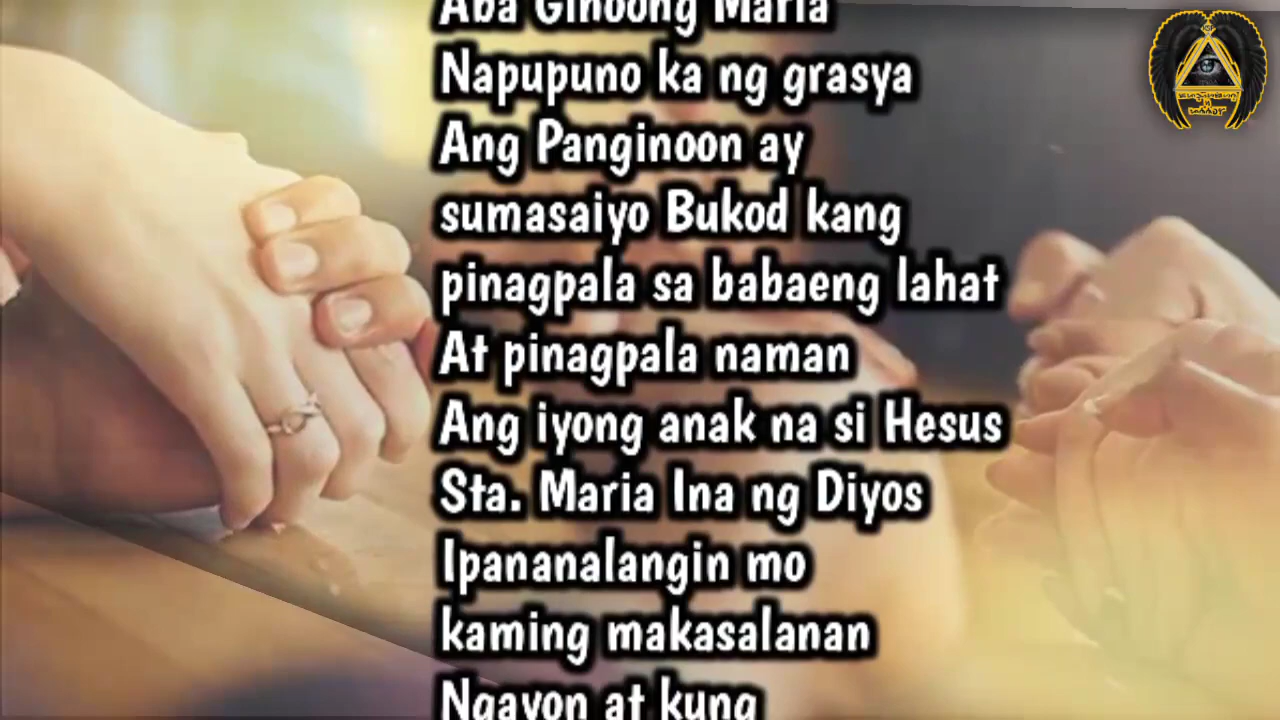 Aba Ginoong Maria
Napupuno ka ng grasya
Ang Panginoon ay
sumasaiyo Bukod kang
pinagpala sa babaeng lahat
At pinagpala naman
Ang iyong anak na si Hesus
Sta. Maria Ina ng Diyos
Ipananalangin mo
kaming makasalanan
Ngayon at kung